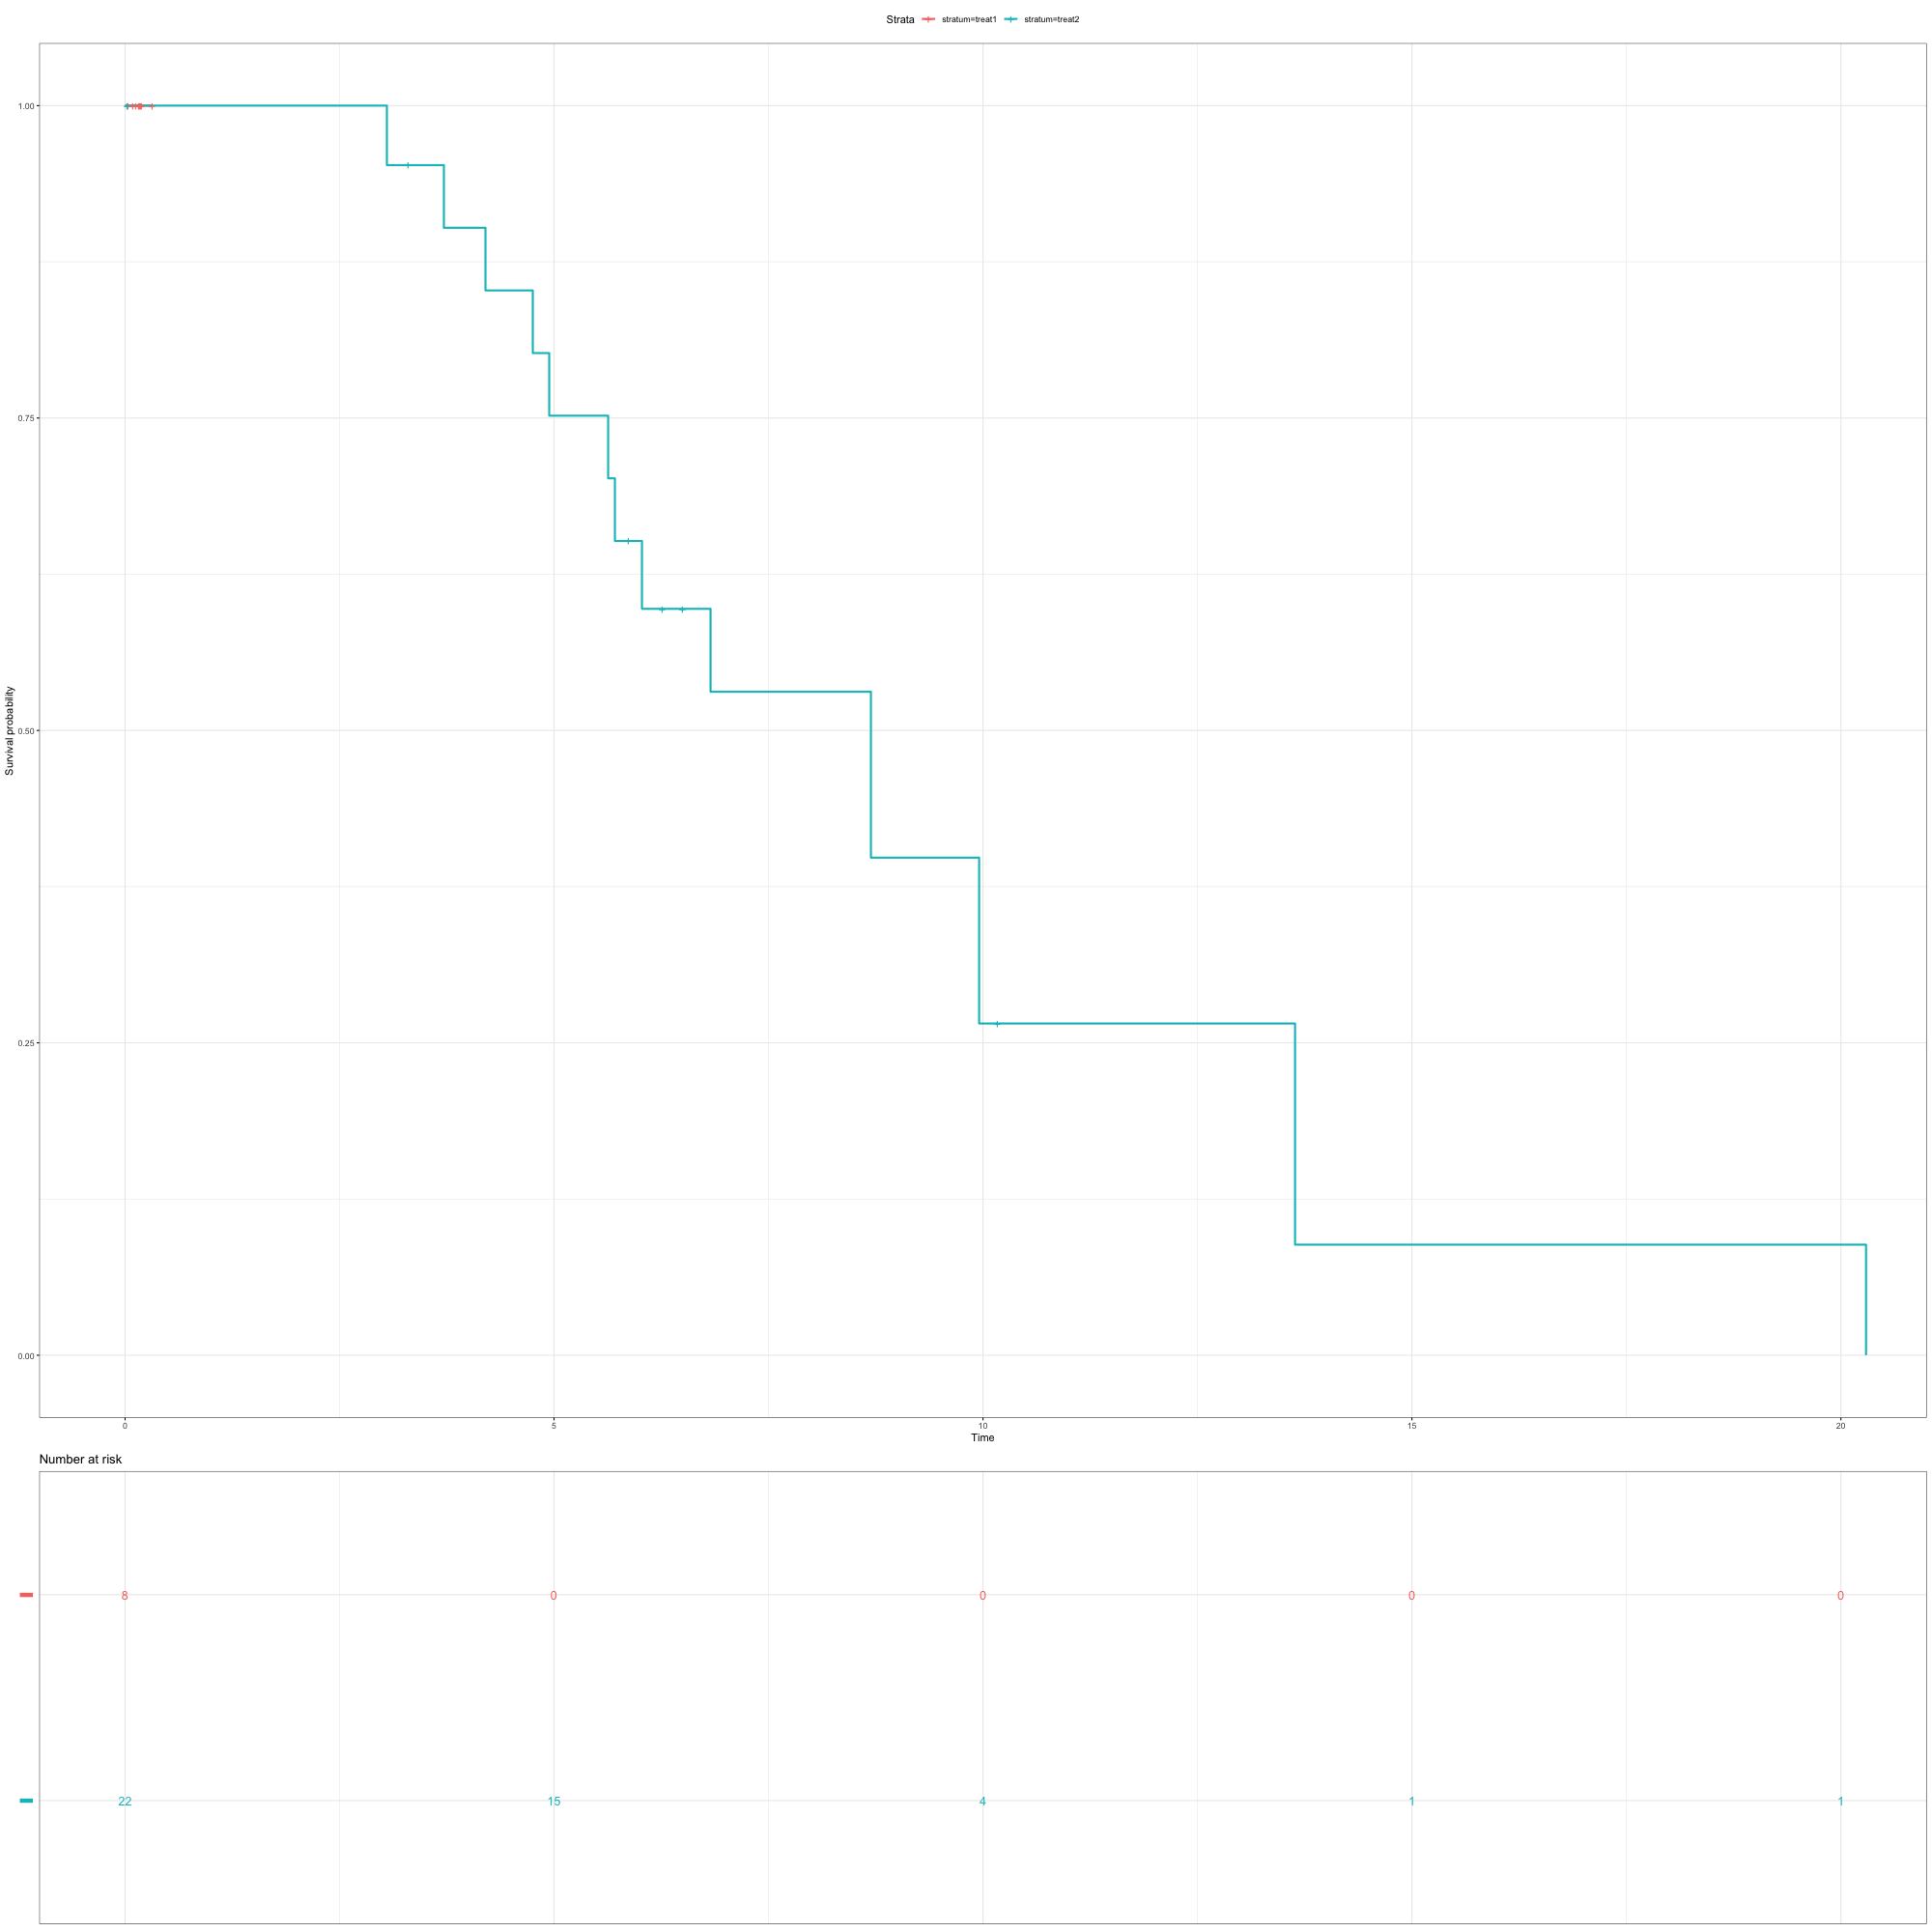 Strata stratum=treat1 stratum=treat2
1.00
0.75
0.50
0.25
0.00
Survival probability
0 5 10 15 20
Time
Number at risk
8 0 0 0 0
22 15 4 1 1